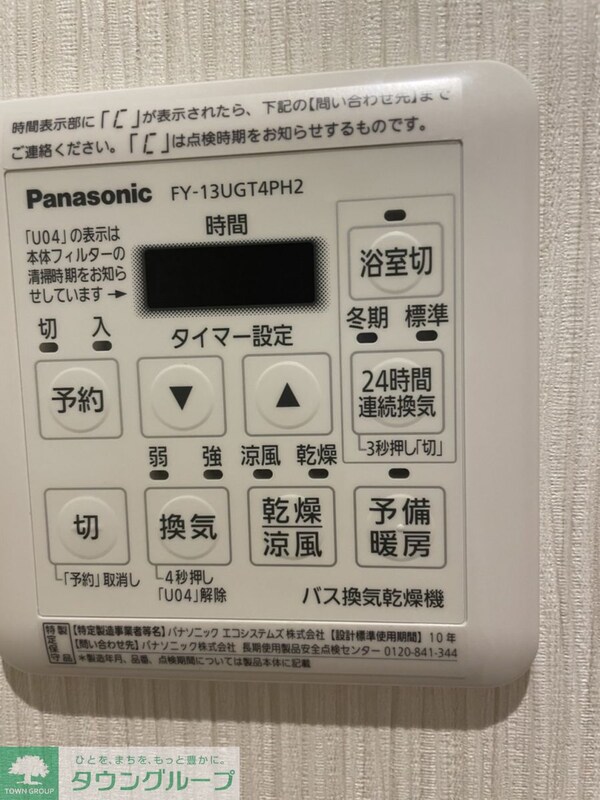 時間表示部に「[」が表示されたら、下記の【問い合わせ先】まで
ご連絡ください。「[」は点検時期をお知らせするものです。
Panasonic FY-13UGT4PH2
「U04」の表示は
本体フィルターの
清掃時期をお知ら
せしています→
時間
浴室切
切 入
タイマー設定
冬期 標準
予約
▼
▲
24時間
連続換気
3秒押し「切」
弱 強 涼風 乾燥
切
換気
乾燥
涼風
予備
暖房
「予約」取消し
4秒押し
「U04」解除
バス換気乾燥機
特定保守製品
【特定製造事業者等名】パナソニック エコシステムズ株式会社 【設計標準使用期間】10年
【問い合わせ先】パナソニック株式会社 長期使用製品安全点検センター 0120-841-344
*製造年月、品番、点検期間については製品本体に記載
TOWN GROUP
ひとを、まちを、もっと豊かに。
タウングループ